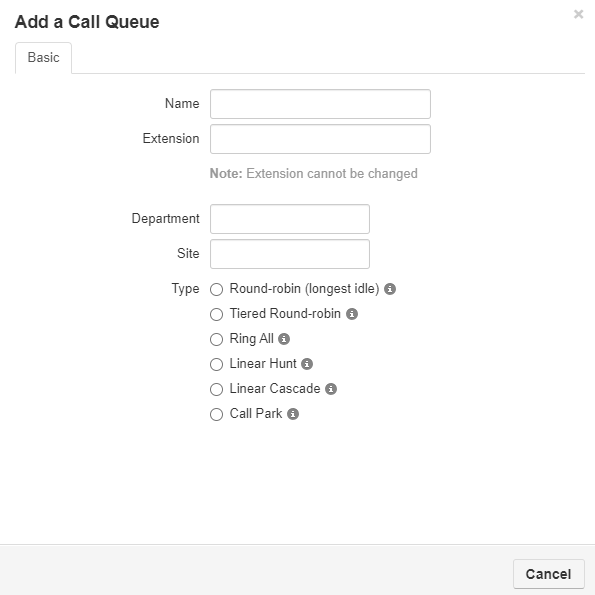 Add a Call Queue
×
Basic
Name
Extension
Note: Extension cannot be changed
Department
Site
Type
Round-robin (longest idle)
Tiered Round-robin
Ring All
Linear Hunt
Linear Cascade
Call Park
Cancel